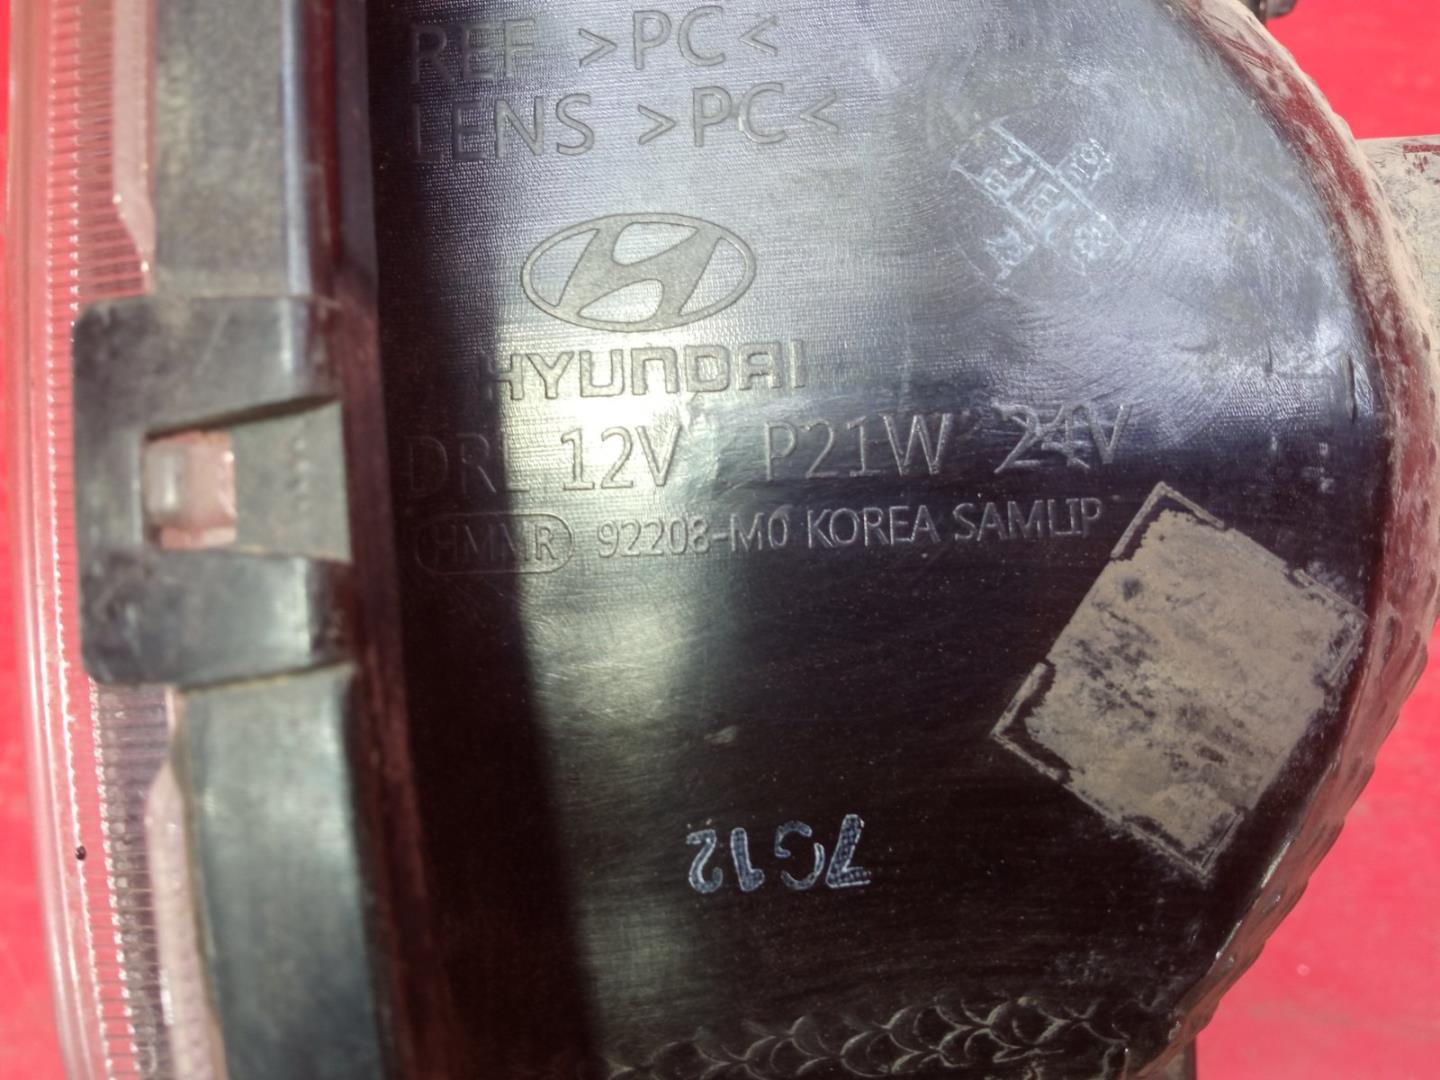 REF >PC<
LENS >PC<
HYUNDAI
DRL 12V P21W 24V
HMMR 92208-M0 KOREA SAMLIP
7G12